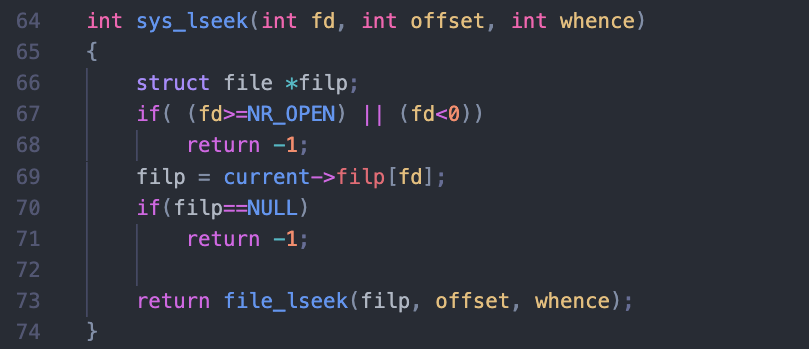 64 int sys_lseek(int fd, int offset, int whence)
65 {
66     struct file *filp;
67     if( (fd>=NR_OPEN) || (fd<0))
68         return -1;
69     filp = current->filp[fd];
70     if(filp==NULL)
71         return -1;
72
73     return file_lseek(filp, offset, whence);
74 }